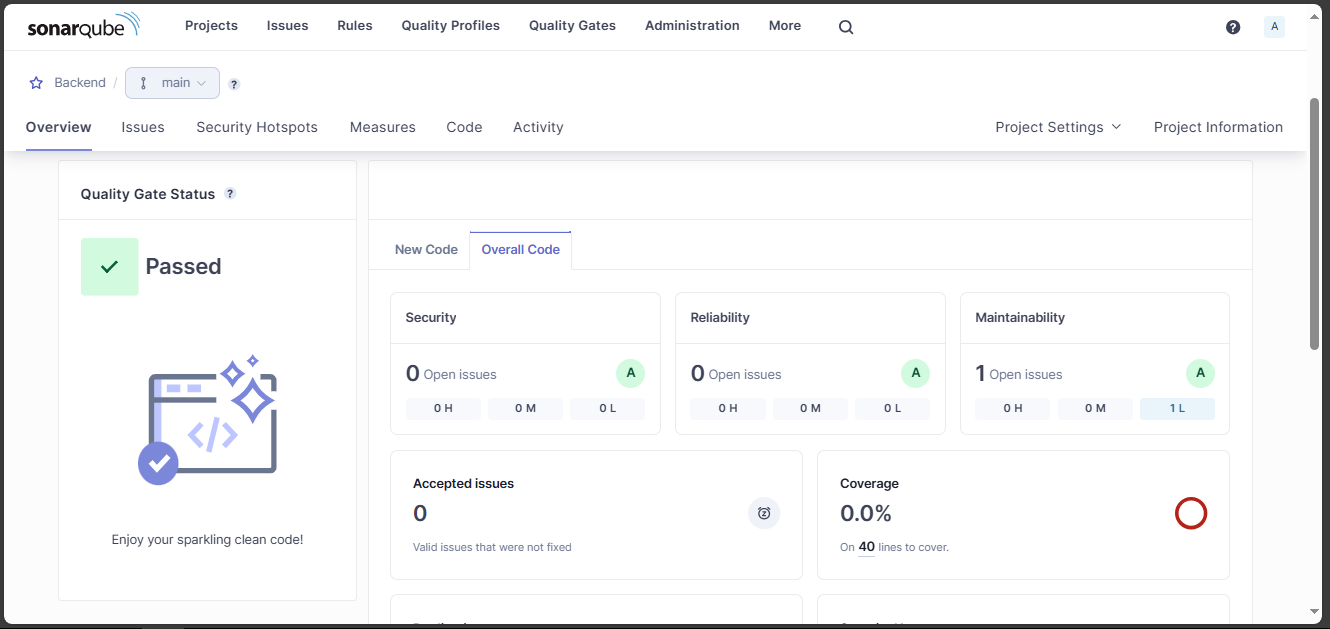 sonarqube Projects Issues Rules Quality Profiles Quality Gates Administration More ? A
Backend / main ?
Overview Issues Security Hotspots Measures Code Activity Project Settings Project Information
Quality Gate Status ?
Passed
</>
Enjoy your sparkling clean code!
New Code Overall Code
Security Reliability Maintainability
0 Open issues A 0 Open issues A 1 Open issues A
0 H 0 M 0 L 0 H 0 M 0 L 0 H 0 M 1 L
Accepted issues Coverage
0 0.0%
Valid issues that were not fixed On 40 lines to cover.